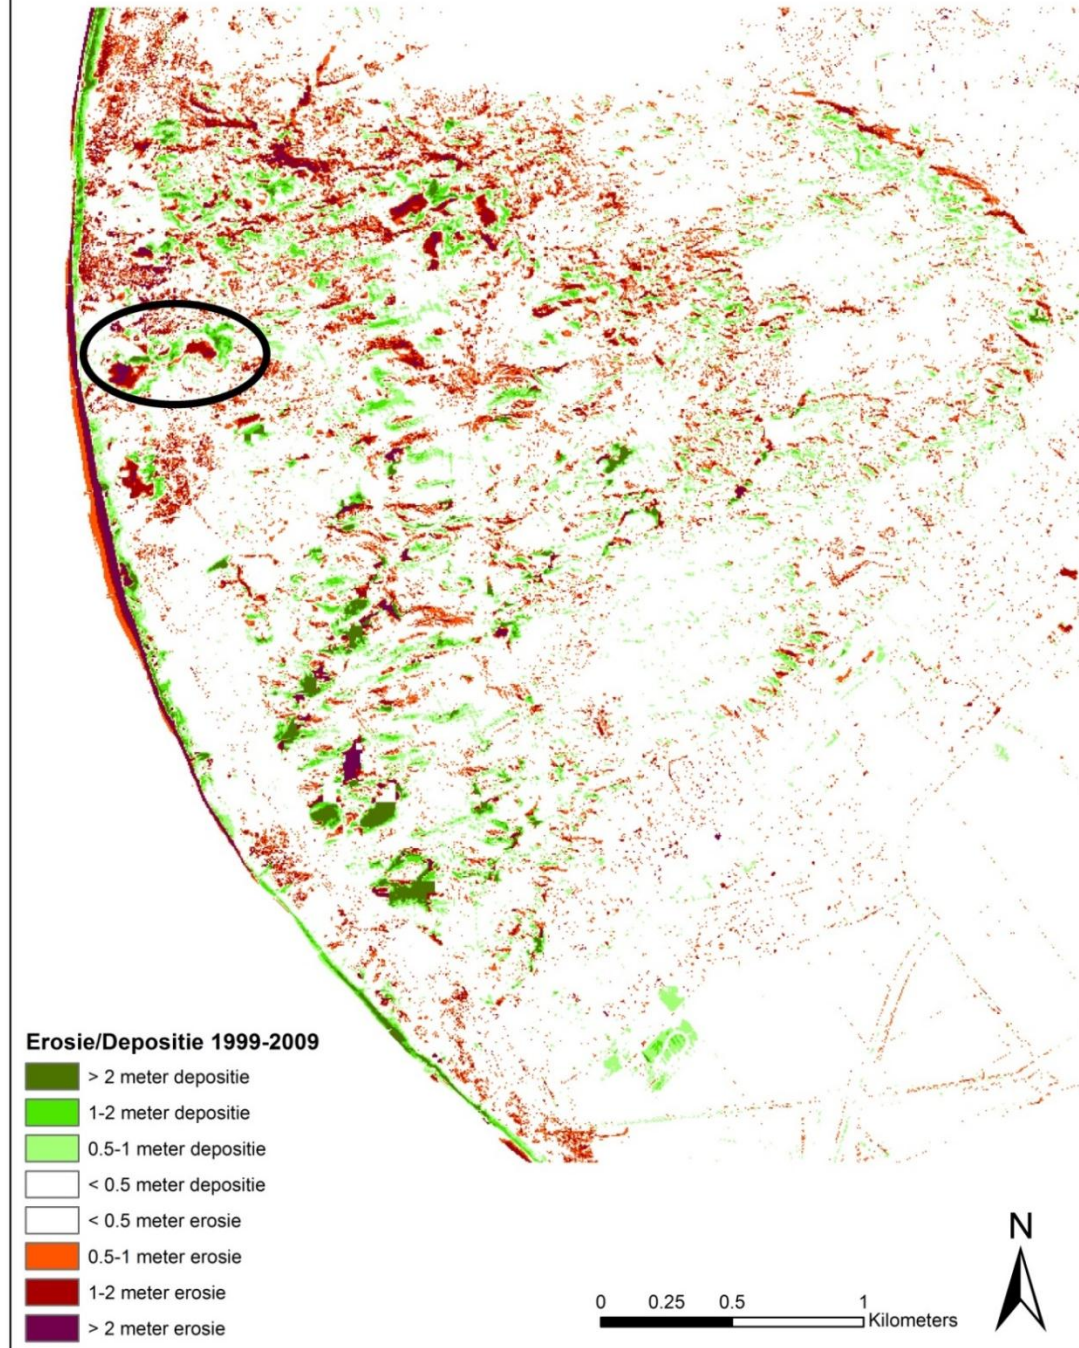 Erosie/Depositie 1999-2009
> 2 meter depositie
1-2 meter depositie
0.5-1 meter depositie
< 0.5 meter depositie
< 0.5 meter erosie
0.5-1 meter erosie
1-2 meter erosie
> 2 meter erosie
0 0.25 0.5 1
Kilometers
N